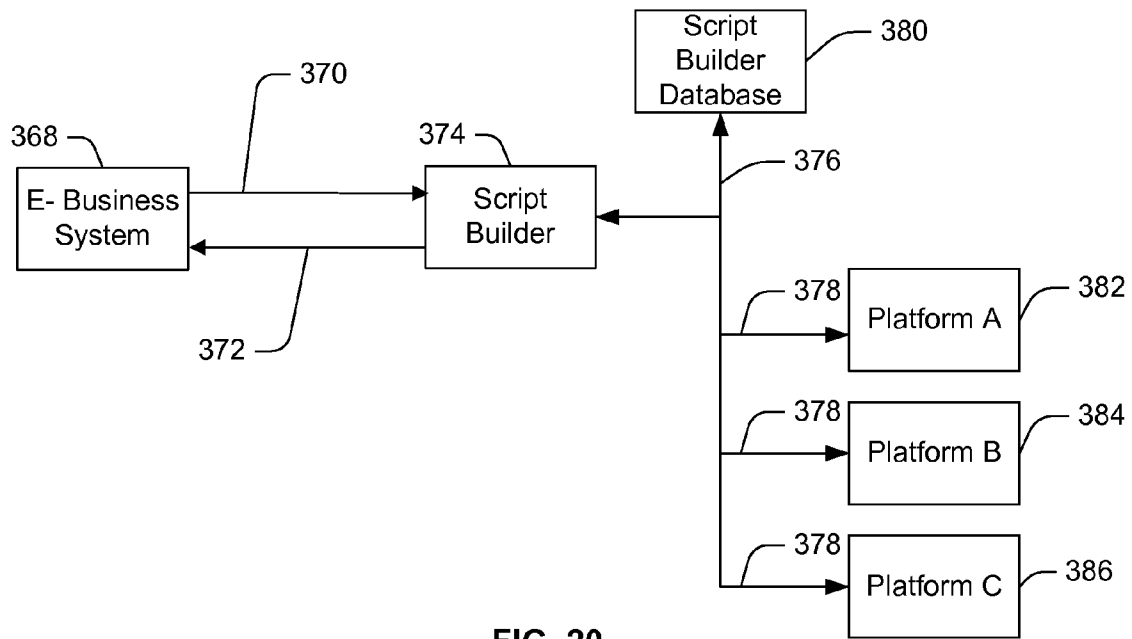 Script
Builder
Database
380
370
368
374
376
E- Business
System
Script
Builder
378
382
Platform A
372
378
384
Platform B
378
386
Platform C
FIG. 20